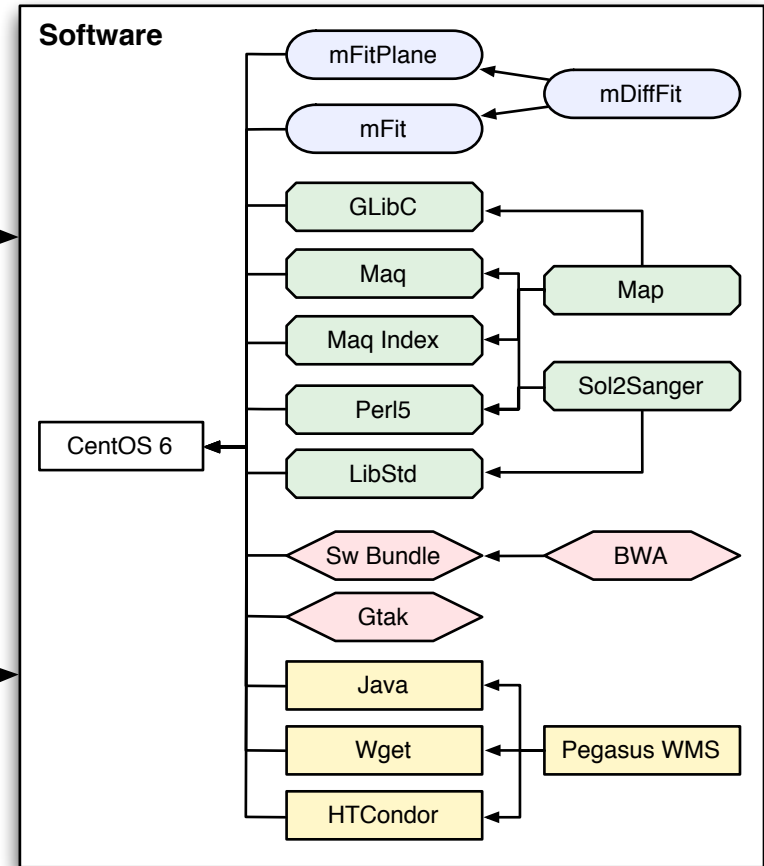 Software
mFitPlane
mDiffFit
mFit
GLibC
Maq
Map
Maq Index
Sol2Sanger
Perl5
CentOS 6
LibStd
Sw Bundle
BWA
Gtak
Java
Wget
Pegasus WMS
HTCondor